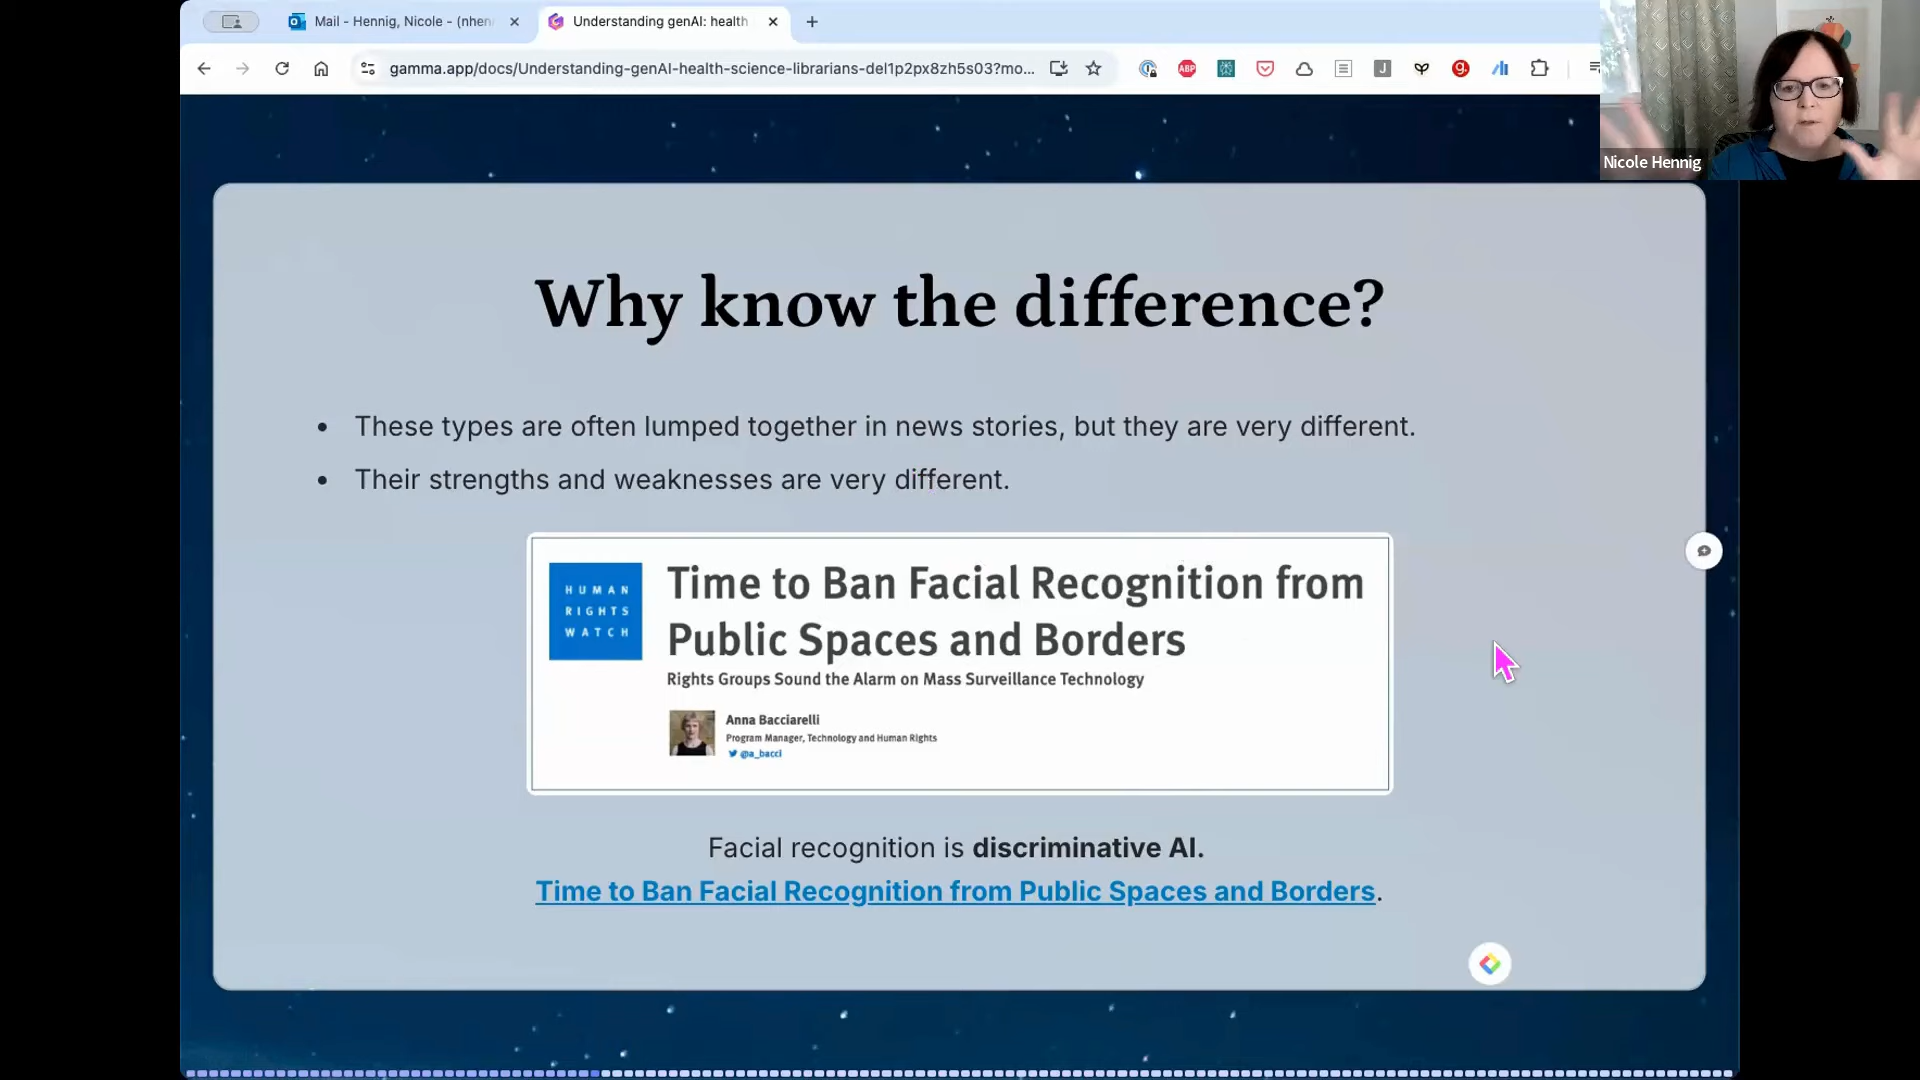 Mail - Hennig, Nicole - (nhen
Understanding genAI: health
gamma.app/docs/Understanding-genAI-health-science-librarians-del1p2px8zh5s03?mo...
ABP
J
g.
Nicole Hennig
Why know the difference?
• These types are often lumped together in news stories, but they are very different.
• Their strengths and weaknesses are very different.
HUMAN
RIGHTS
WATCH
Time to Ban Facial Recognition from
Public Spaces and Borders
Rights Groups Sound the Alarm on Mass Surveillance Technology
Anna Bacciarelli
Program Manager, Technology and Human Rights
@a_bacci
Facial recognition is discriminative AI.
Time to Ban Facial Recognition from Public Spaces and Borders.